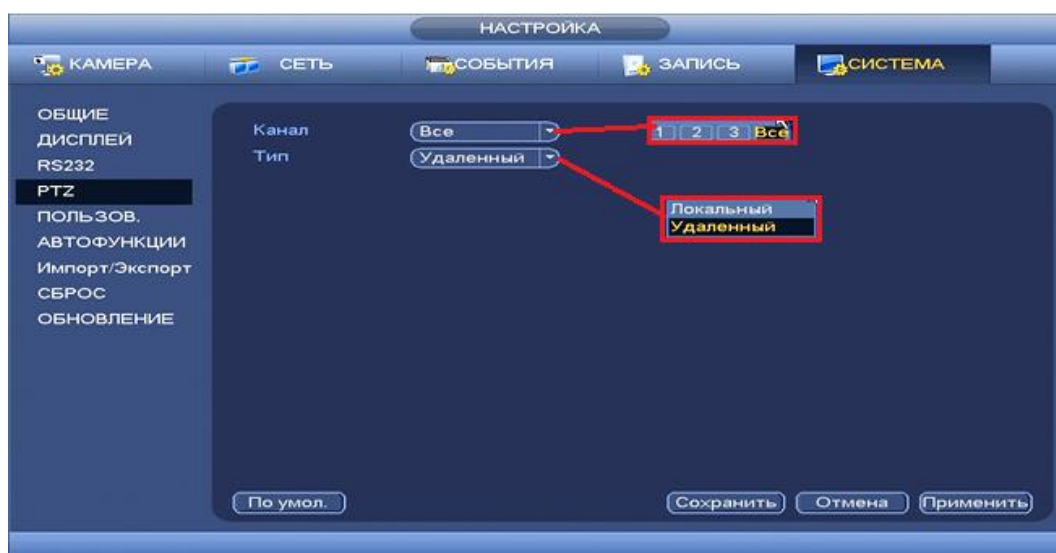 НАСТРОЙКА
КАМЕРА СЕТЬ СОБЫТИЯ ЗАПИСЬ СИСТЕМА
ОБЩИЕ
ДИСПЛЕЙ
RS232
PTZ
ПОЛЬЗОВ.
АВТОФУНКЦИИ
Импорт/Экспорт
СБРОС
ОБНОВЛЕНИЕ
Канал Все 1 2 3 Все
Тип Удаленный
Локальный
Удаленный
По умол. Сохранить Отмена Применить